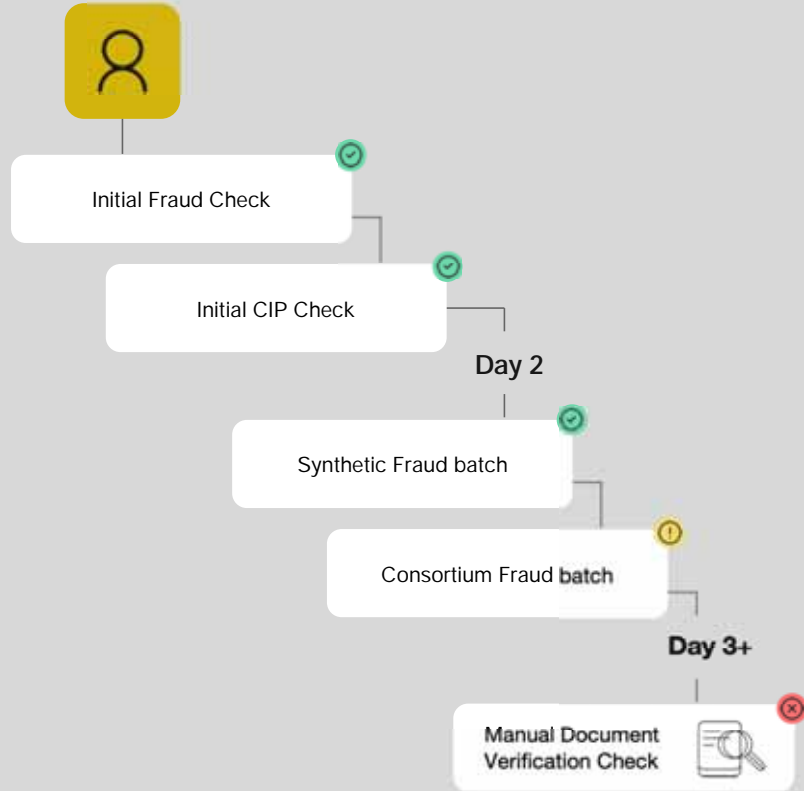 Initial Fraud Check
Initial CIP Check
Day 2
Synthetic Fraud batch
Consortium Fraud batch
Day 3+
Manual Document
Verification Check